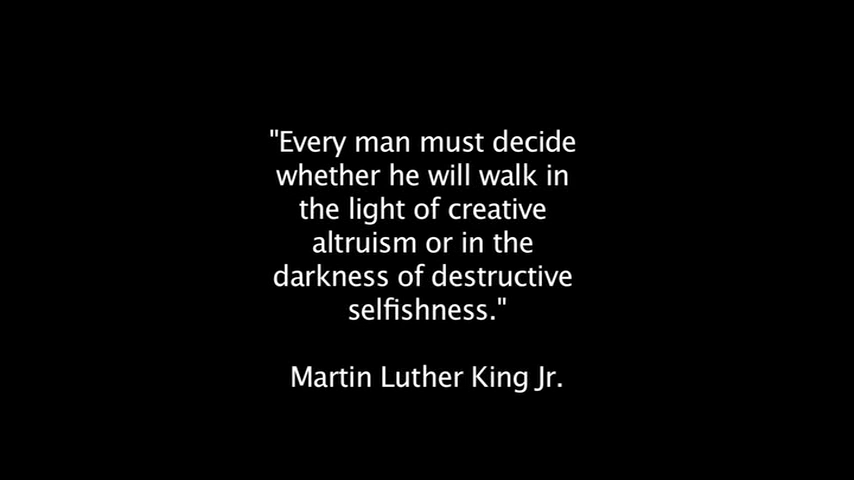 "Every man must decide
whether he will walk in
the light of creative
altruism or in the
darkness of destructive
selfishness."
Martin Luther King Jr.